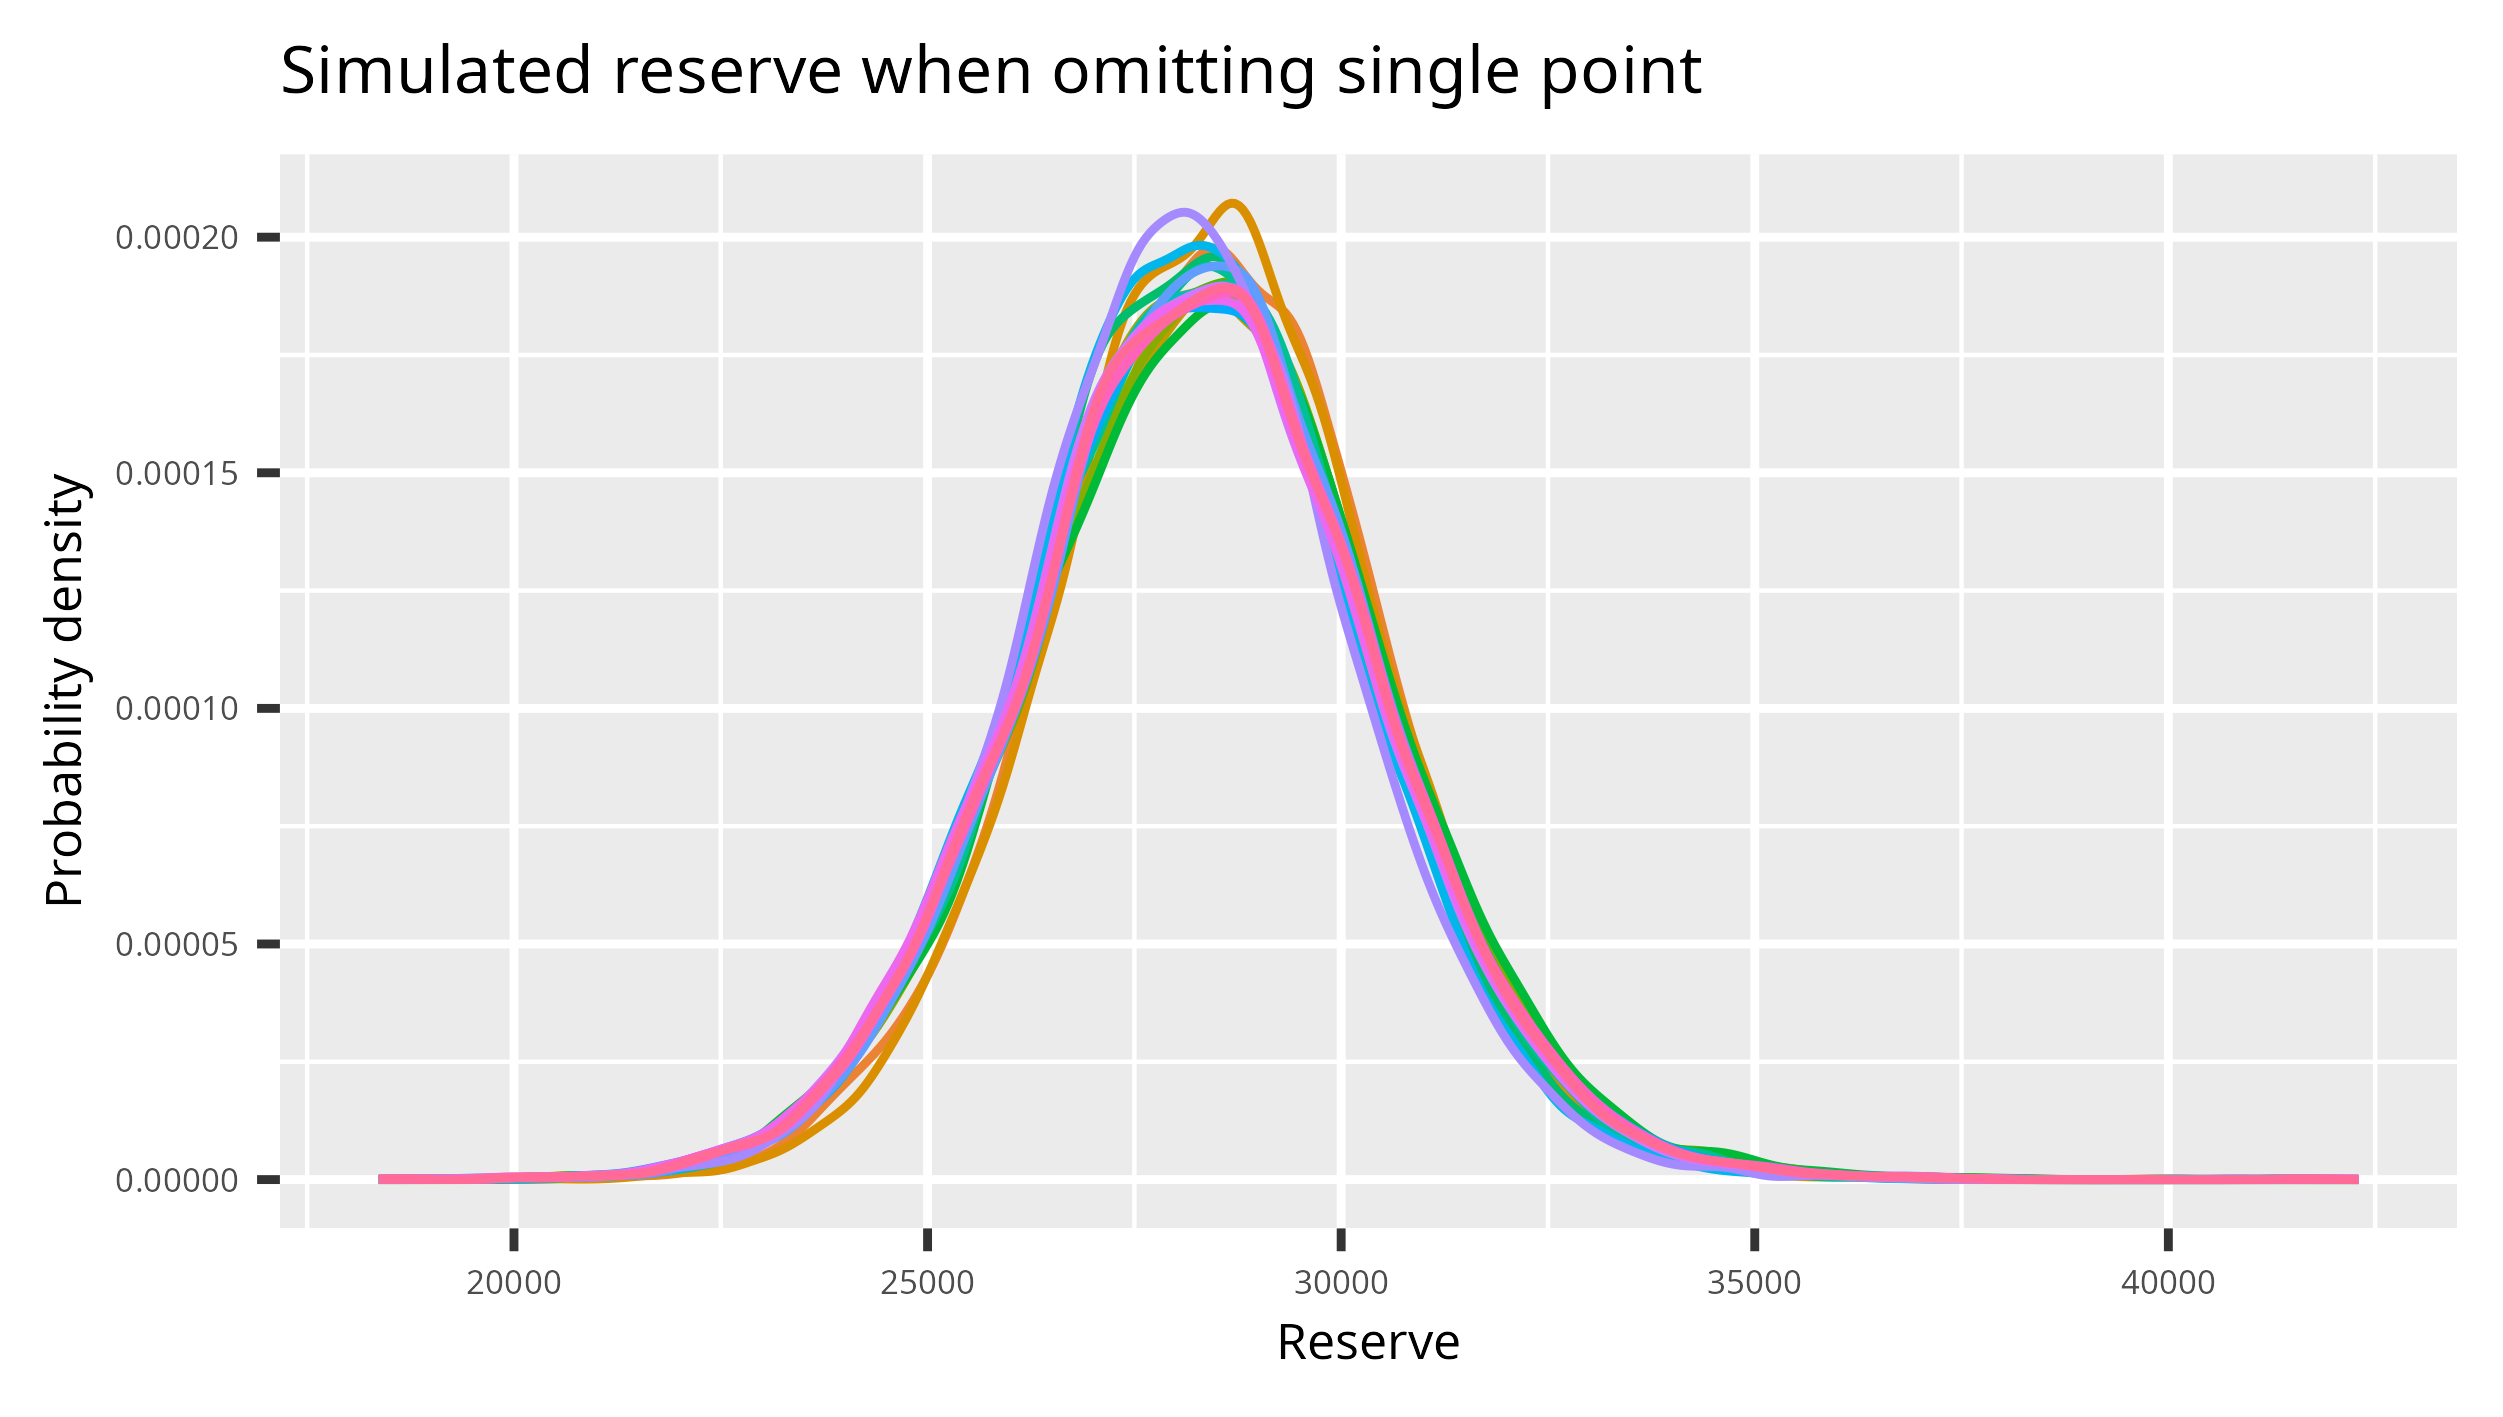 Simulated reserve when omitting single point
Probability density
0.00020
0.00015
0.00010
0.00005
0.00000
20000 25000 30000 35000 40000
Reserve